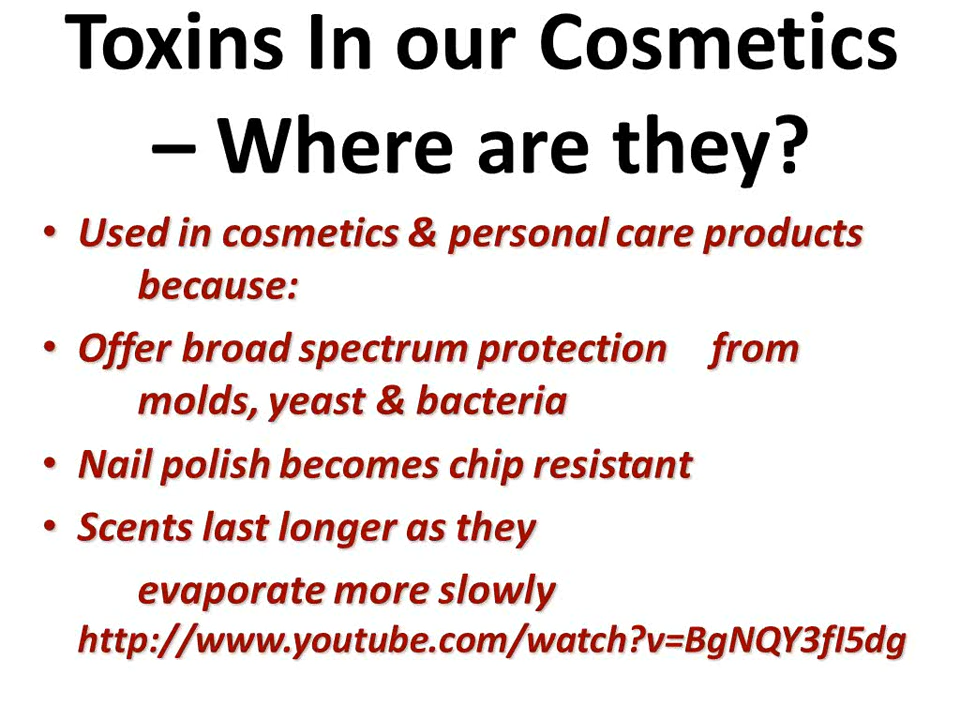 Toxins In our Cosmetics
– Where are they?
• Used in cosmetics & personal care products
because:
• Offer broad spectrum protection from
molds, yeast & bacteria
• Nail polish becomes chip resistant
• Scents last longer as they
evaporate more slowly
http://www.youtube.com/watch?v=BgNQY3fI5dg